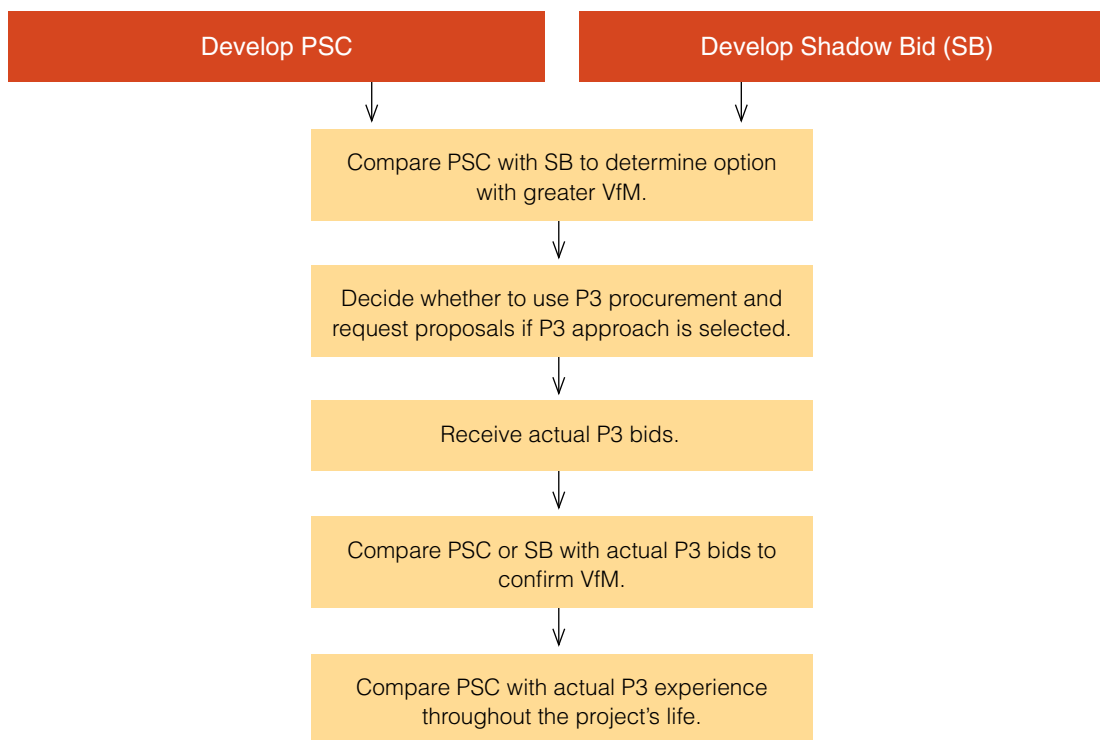 Develop PSC
Develop Shadow Bid (SB)
Compare PSC with SB to determine option
with greater VfM.
Decide whether to use P3 procurement and
request proposals if P3 approach is selected.
Receive actual P3 bids.
Compare PSC or SB with actual P3 bids to
confirm VfM.
Compare PSC with actual P3 experience
throughout the project’s life.